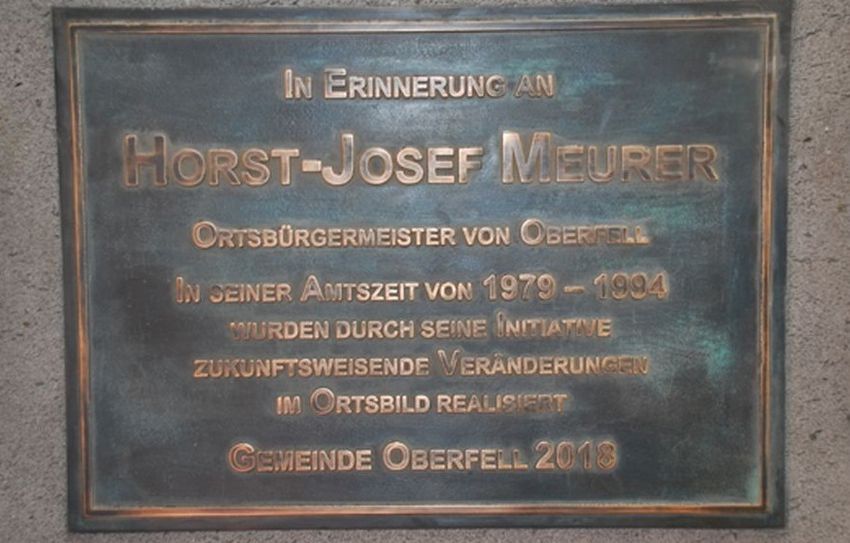 IN ERINNERUNG AN
HORST-JOSEF MEURER
ORTSBÜRGERMEISTER VON OBERFELL
IN SEINER AMTSZEIT VON 1979 – 1994
WURDEN DURCH SEINE INITIATIVE
ZUKUNFTSWEISENDE VERÄNDERUNGEN
IM ORTSBILD REALISIERT
GEMEINDE OBERFELL 2018